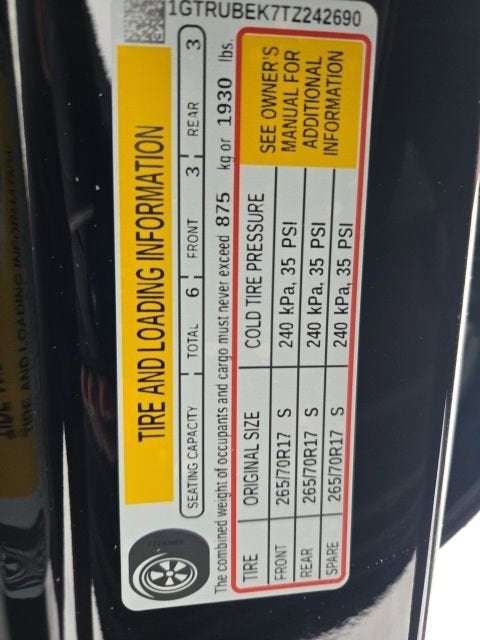 1GTRUBEK7TZ242690
TIRE AND LOADING INFORMATION
SEATING CAPACITY TOTAL 6 FRONT 3 REAR 3
The combined weight of occupants and cargo must never exceed 875 kg or 1930 lbs.
TIRE ORIGINAL SIZE COLD TIRE PRESSURE
FRONT 265/70R17 S 240 kPa, 35 PSI
REAR 265/70R17 S 240 kPa, 35 PSI
SPARE 265/70R17 S 240 kPa, 35 PSI
SEE OWNER'S
MANUAL FOR
ADDITIONAL
INFORMATION
TZ242690